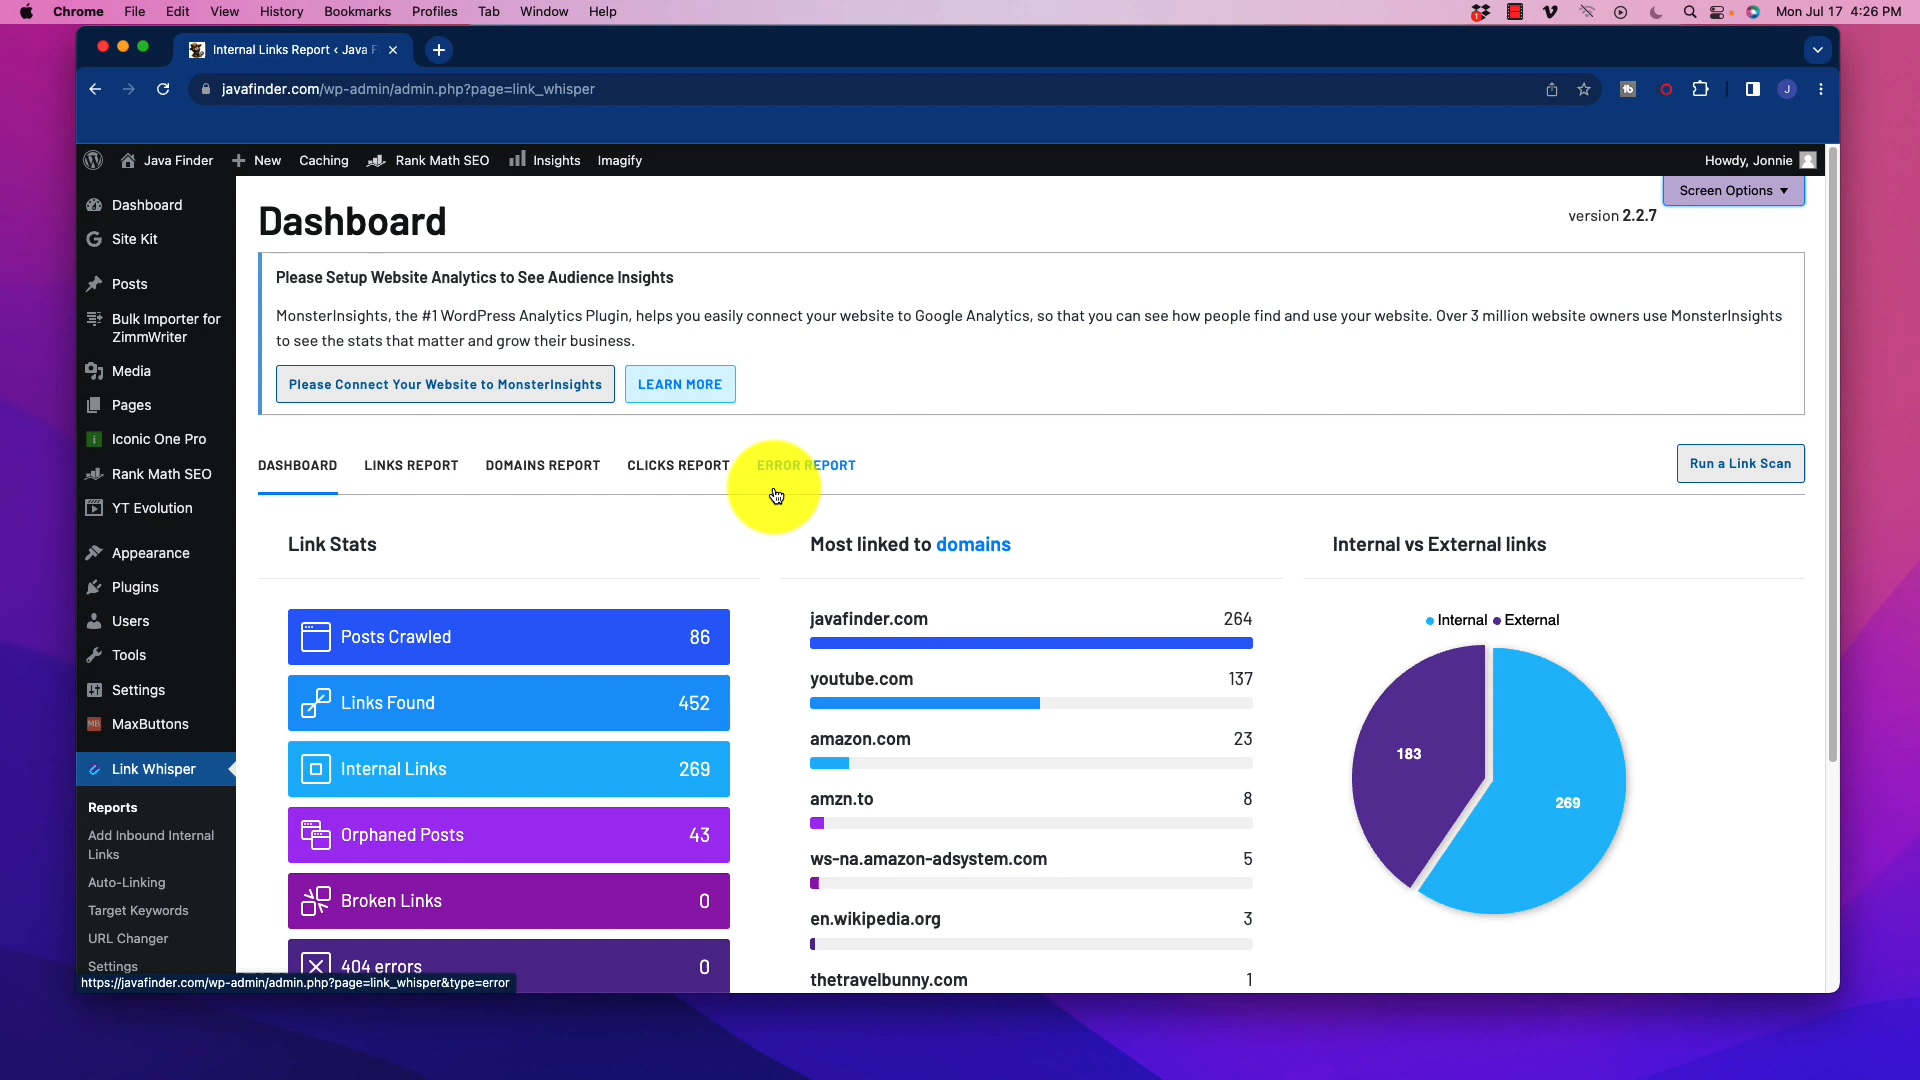 Chrome File Edit View History Bookmarks Profiles Tab Window Help
1
Mon Jul 17 4:26 PM
Internal Links Report ‹ Java F
javafinder.com/wp-admin/admin.php?page=link_whisper
tb
J
Java Finder New Caching Rank Math SEO Insights Imagify
Howdy, Jonnie
Dashboard
Site Kit
Posts
Bulk Importer for
ZimmWriter
Media
Pages
Iconic One Pro
Rank Math SEO
YT Evolution
Appearance
Plugins
Users
Tools
Settings
MB
MaxButtons
Link Whisper
Reports
Add Inbound Internal
Links
Auto-Linking
Target Keywords
URL Changer
Settings
https://javafinder.com/wp-admin/admin.php?page=link_whisper&type=error
Screen Options
Dashboard
version 2.2.7
Please Setup Website Analytics to See Audience Insights
MonsterInsights, the #1 WordPress Analytics Plugin, helps you easily connect your website to Google Analytics, so that you can see how people find and use your website. Over 3 million website owners use MonsterInsights
to see the stats that matter and grow their business.
Please Connect Your Website to MonsterInsights
LEARN MORE
DASHBOARD LINKS REPORT DOMAINS REPORT CLICKS REPORT ERROR REPORT
Run a Link Scan
Link Stats
Posts Crawled 86
Links Found 452
Internal Links 269
Orphaned Posts 43
Broken Links 0
404 errors 0
Most linked to domains
javafinder.com 264
youtube.com 137
amazon.com 23
amzn.to 8
ws-na.amazon-adsystem.com 5
en.wikipedia.org 3
thetravelbunny.com 1
Internal vs External links
Internal External
183
269